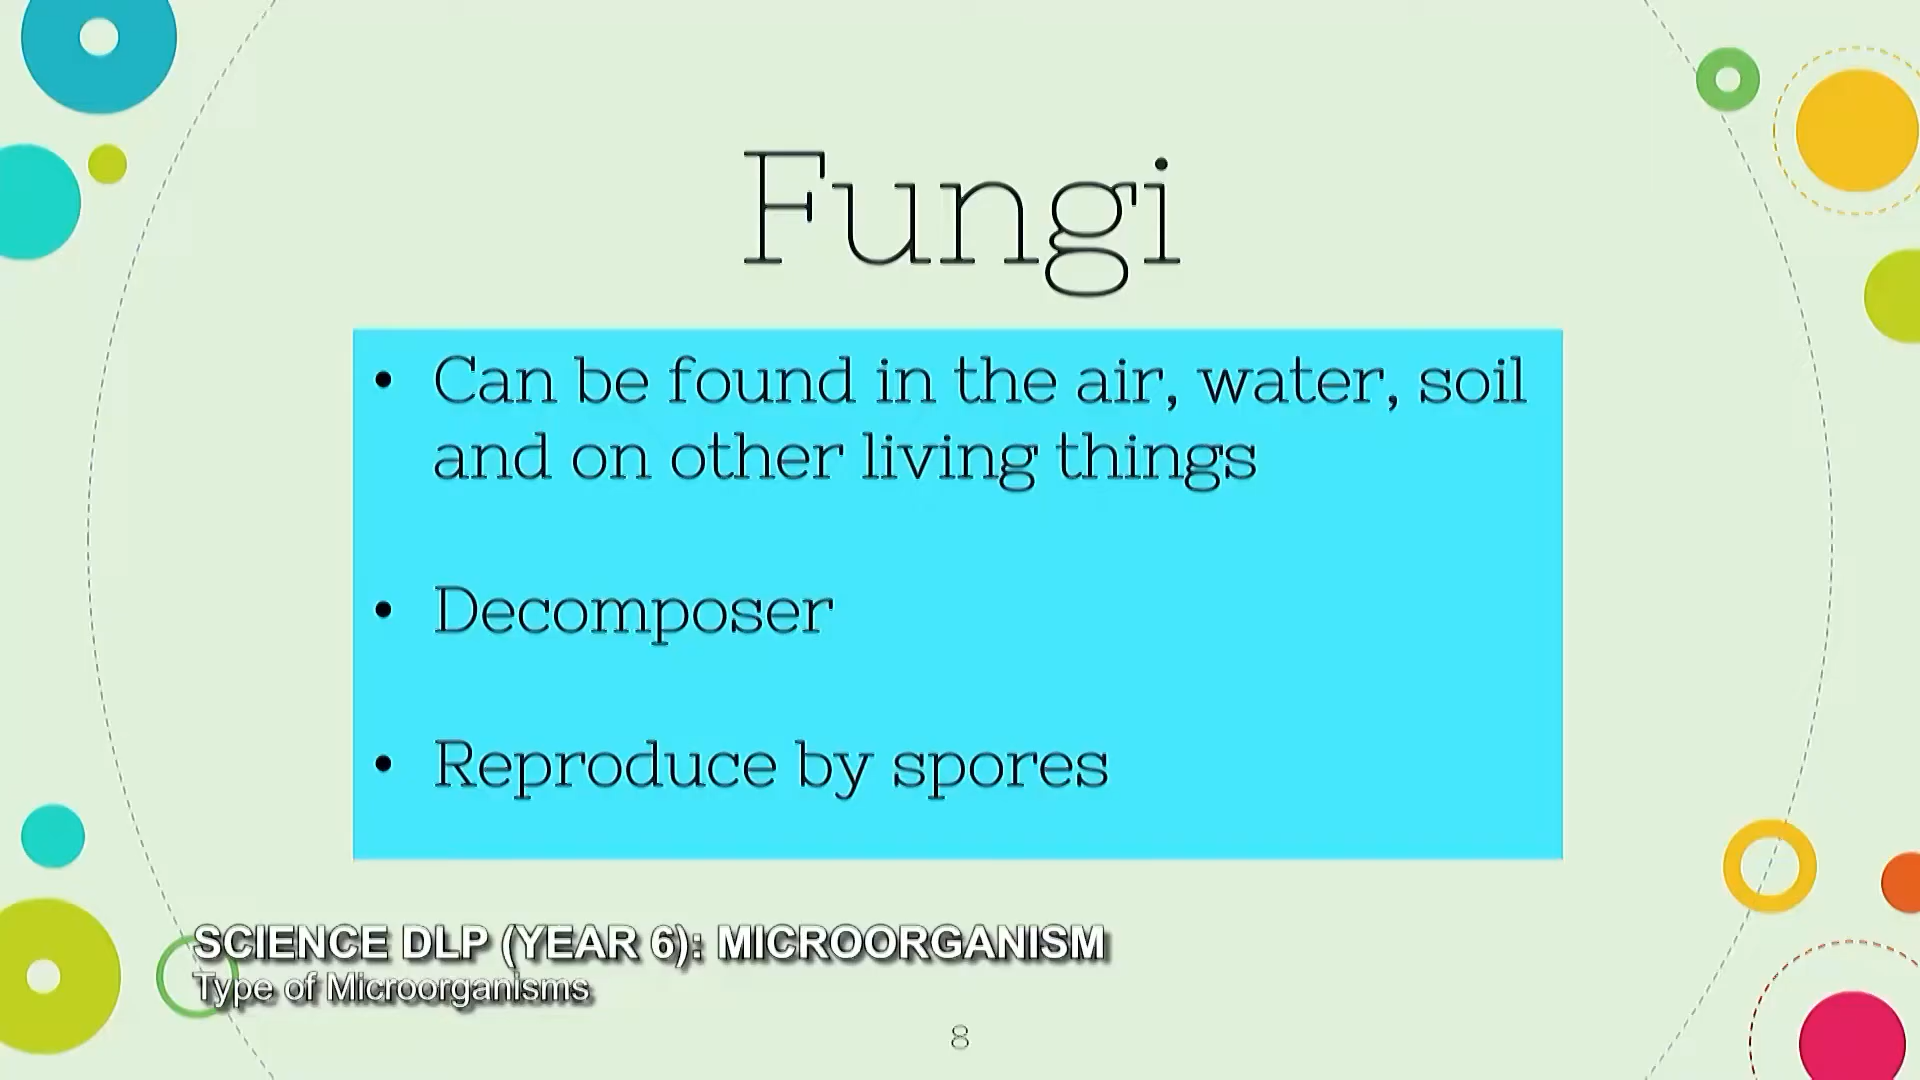 Fungi
• Can be found in the air, water, soil
and on other living things
• Decomposer
• Reproduce by spores
SCIENCE DLP (YEAR 6): MICROORGANISM
Type of Microorganisms
8